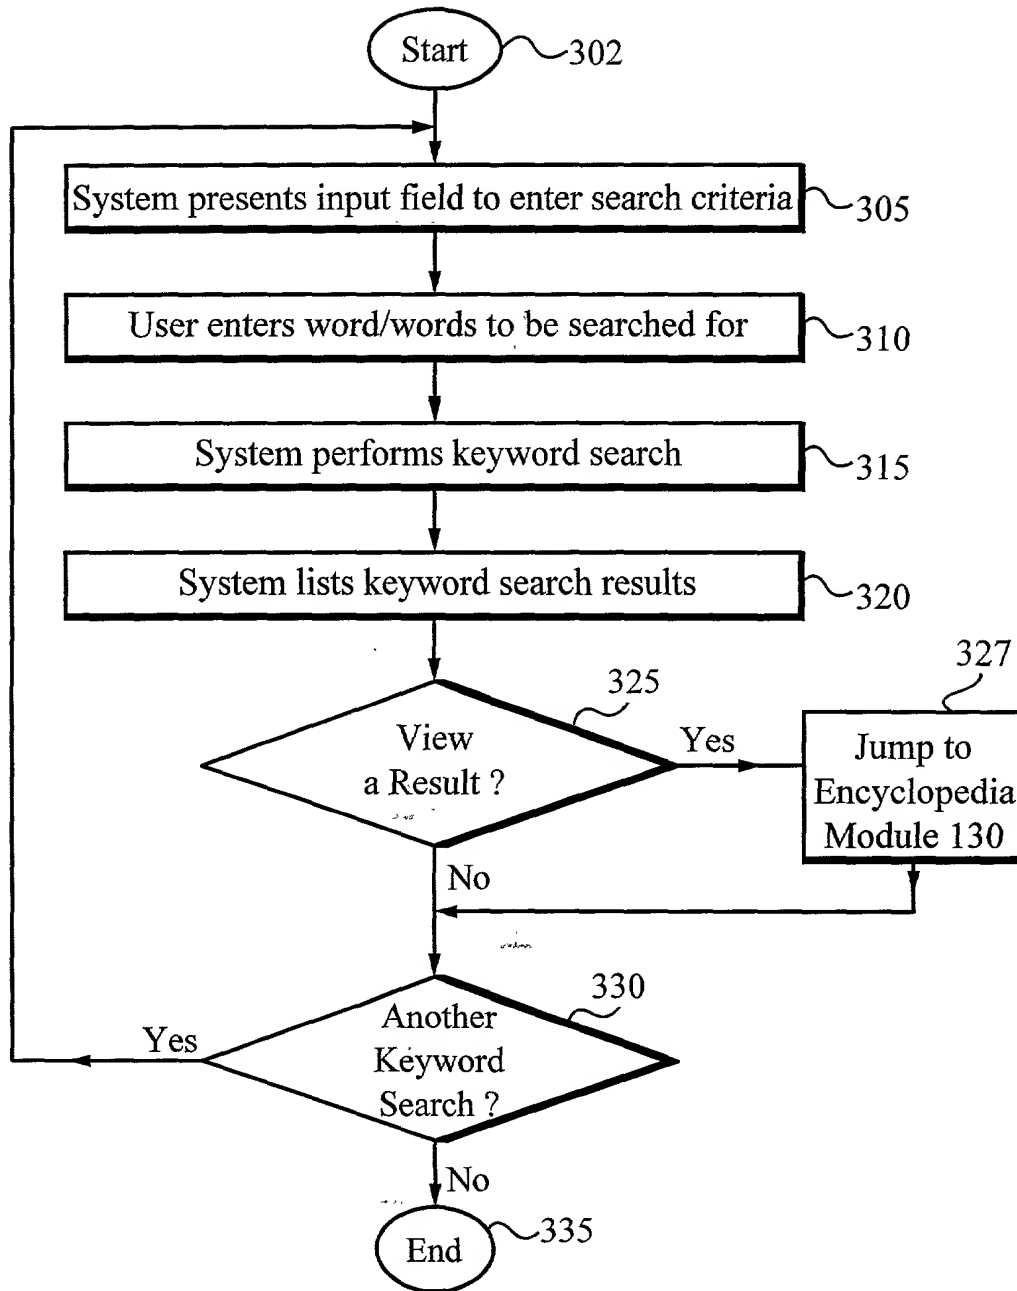 Start
302
System presents input field to enter search criteria
305
User enters word/words to be searched for
310
System performs keyword search
315
System lists keyword search results
320
325
327
View
a Result ?
Yes
Jump to
Encyclopedia
Module 130
No
330
Another
Keyword
Search ?
Yes
No
End
335